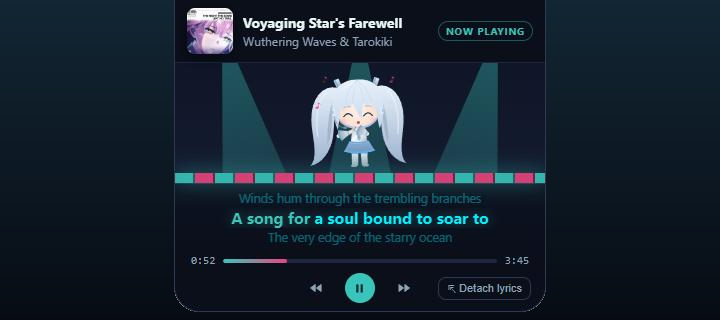 Voyaging Star's Farewell
Wuthering Waves & Tarokiki
NOW PLAYING
Winds hum through the trembling branches
A song for a soul bound to soar to
The very edge of the starry ocean
0:52
3:45
Detach lyrics